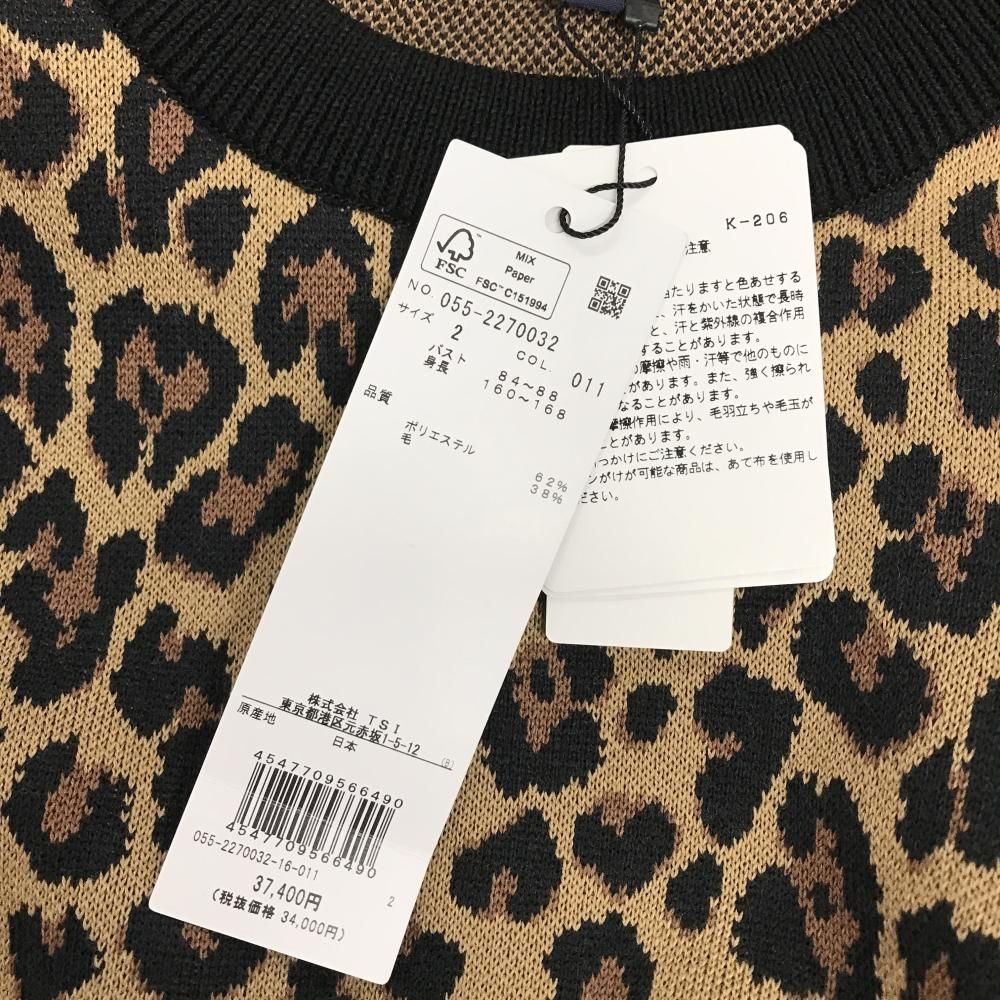 MIX
Paper
FSC™ C151994
FSC
NO. 055-2270032
サイズ 2 COL. 011
バスト 84～88
身長 160～168
品質
ポリエステル 62%
毛 38%
株式会社 TSI
東京都港区元赤坂1-5-12
原産地 日本 (8)
4547709566490
4547709566490
055-2270032-16-011
37,400円 2
(税抜価格 34,000円)
K-206
注意
当たりますと色あせする
、汗をかいた状態で長時
と、汗と紫外線の複合作用
することがあります。
摩擦や雨・汗等で他のものに
とがあります。また、強く擦られ
なることがあります。
摩擦作用により、毛羽立ちや毛玉が
とがあります。
っかけにご注意ください。
ンがけが可能な商品は、あて布を使用し
ださい。